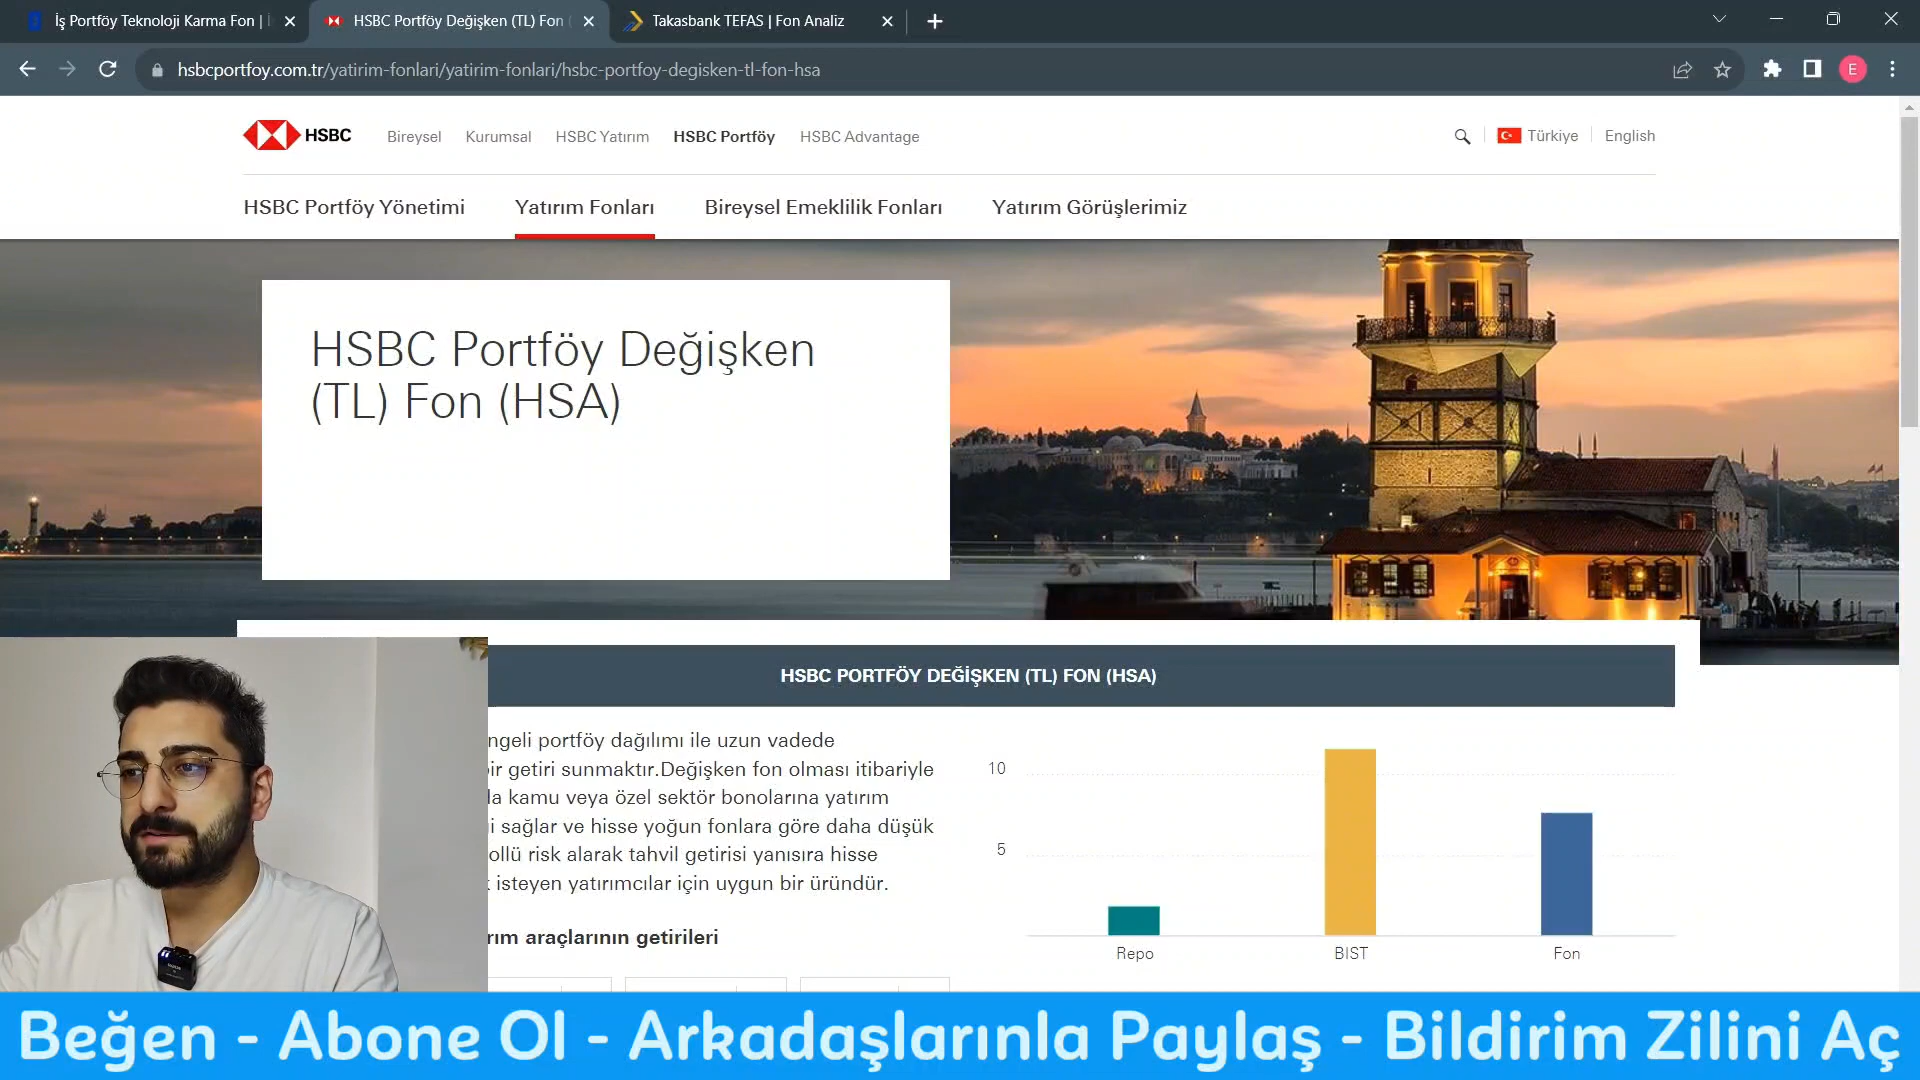 İş Portföy Teknoloji Karma Fon |
HSBC Portföy Değişken (TL) Fon (
Takasbank TEFAS | Fon Analiz
hsbcportfoy.com.tr/yatirim-fonlari/yatirim-fonlari/hsbc-portfoy-degisken-tl-fon-hsa
E
HSBC
Bireysel
Kurumsal
HSBC Yatırım
HSBC Portföy
HSBC Advantage
Türkiye
English
HSBC Portföy Yönetimi
Yatırım Fonları
Bireysel Emeklilik Fonları
Yatırım Görüşlerimiz
HSBC Portföy Değişken
(TL) Fon (HSA)
HSBC PORTFÖY DEĞİŞKEN (TL) FON (HSA)
ngeli portföy dağılımı ile uzun vadede
bir getiri sunmaktır.Değişken fon olması itibariyle
la kamu veya özel sektör bonolarına yatırım
i sağlar ve hisse yoğun fonlara göre daha düşük
ollü risk alarak tahvil getirisi yanısıra hisse
isteyen yatırımcılar için uygun bir üründür.
rım araçlarının getirileri
10
5
Repo
BIST
Fon
Beğen - Abone Ol - Arkadaşlarınla Paylaş - Bildirim Zilini Aç